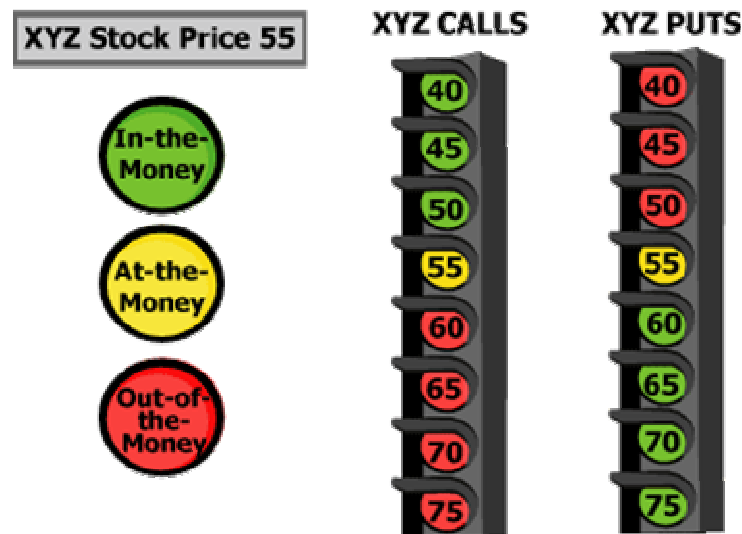 XYZ Stock Price 55
In-the-
Money
At-the-
Money
Out-of-
the-
Money
XYZ CALLS
40
45
50
55
60
65
70
75
XYZ PUTS
40
45
50
55
60
65
70
75